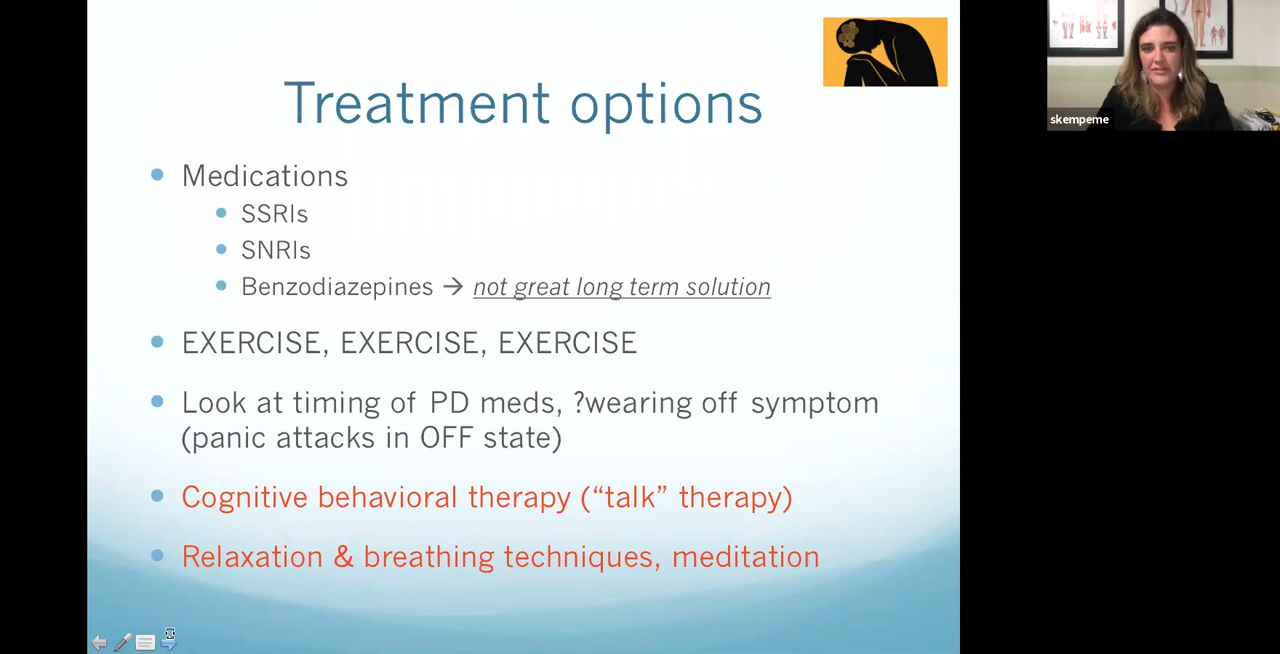 Treatment options
Medications
SSRIs
SNRIs
Benzodiazepines → not great long term solution
EXERCISE, EXERCISE, EXERCISE
Look at timing of PD meds, ?wearing off symptom
(panic attacks in OFF state)
Cognitive behavioral therapy (“talk” therapy)
Relaxation & breathing techniques, meditation
skempeme